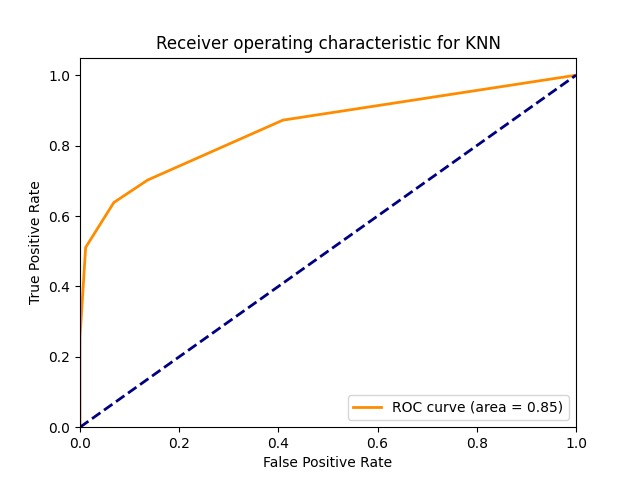 Receiver operating characteristic for KNN
True Positive Rate
1.0
0.8
0.6
0.4
0.2
0.0
ROC curve (area = 0.85)
0.0 0.2 0.4 0.6 0.8 1.0
False Positive Rate